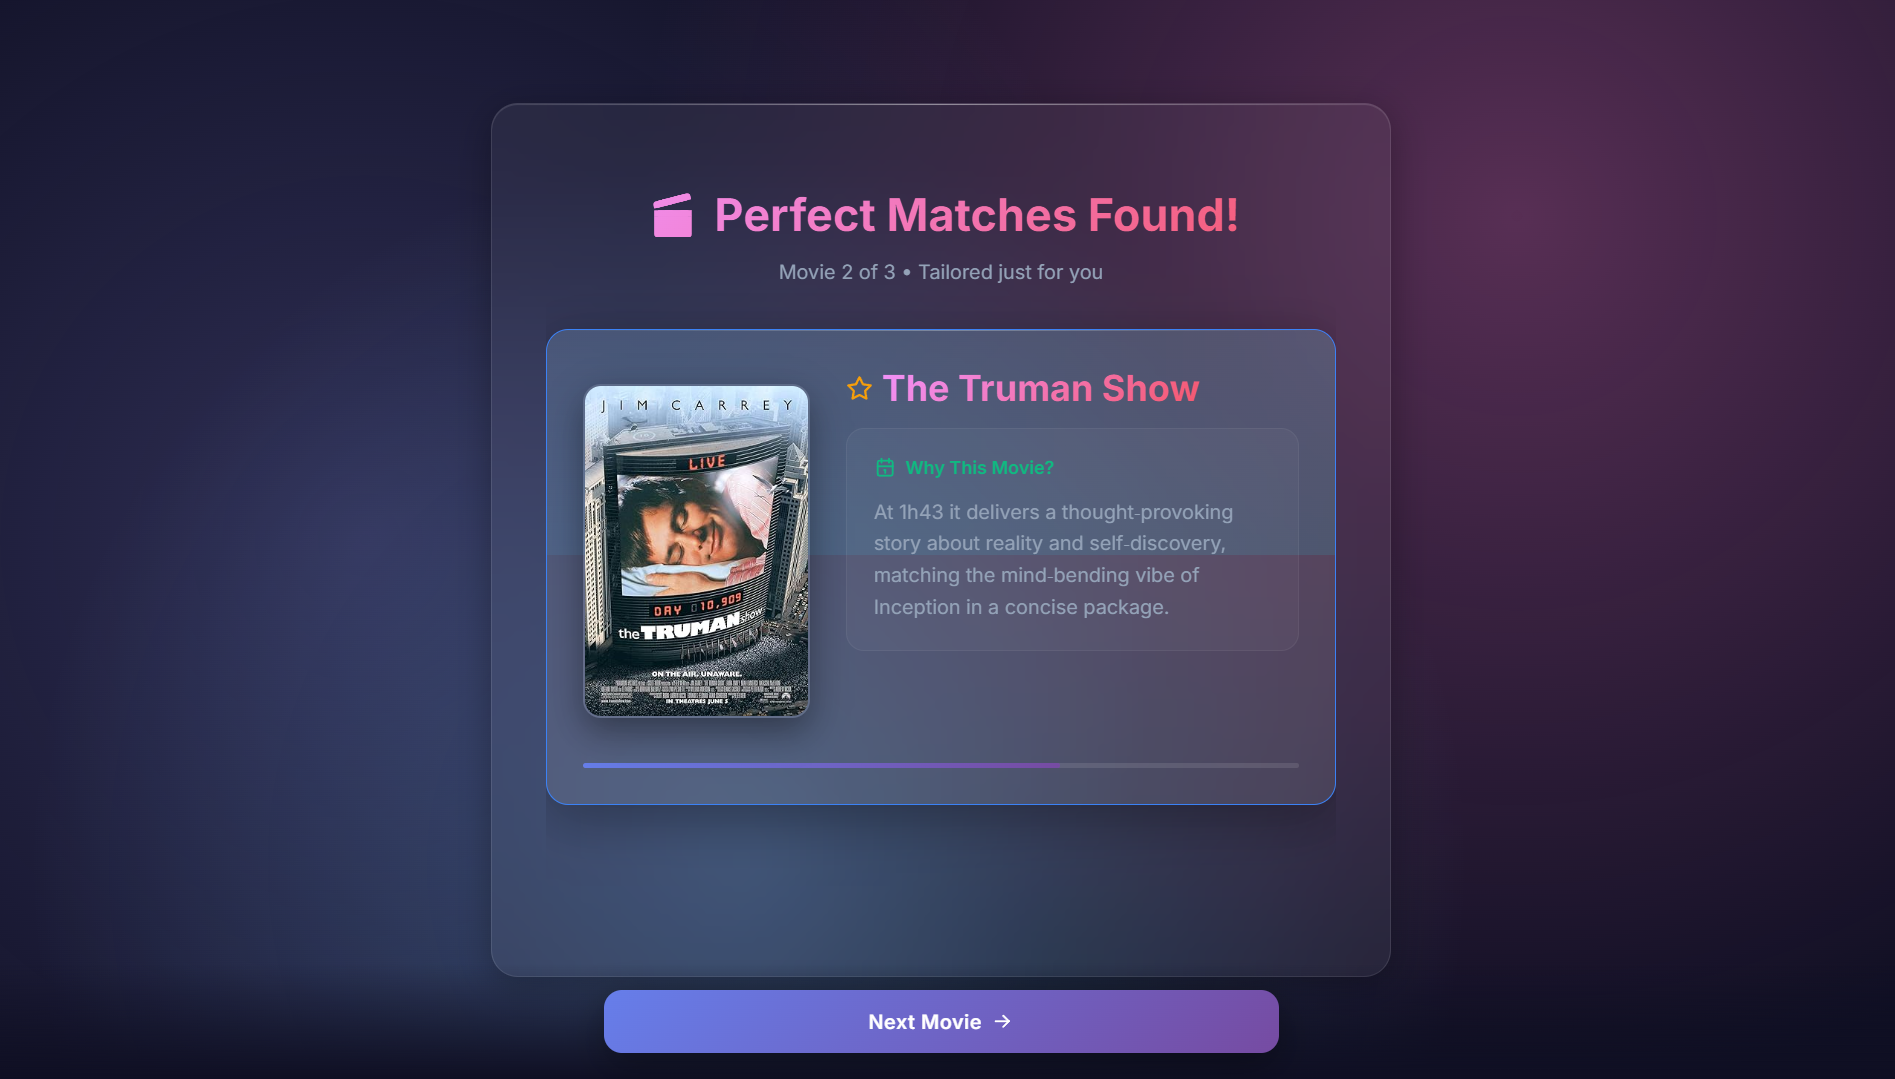 Perfect Matches Found!
Movie 2 of 3 • Tailored just for you
JIM CARREY
LIVE
DAY 10,909
the TRUMAN show
ON THE AIR. UNAWARE.
IN THEATRES JUNE 5
The Truman Show
Why This Movie?
At 1h43 it delivers a thought-provoking
story about reality and self-discovery,
matching the mind-bending vibe of
Inception in a concise package.
Next Movie →